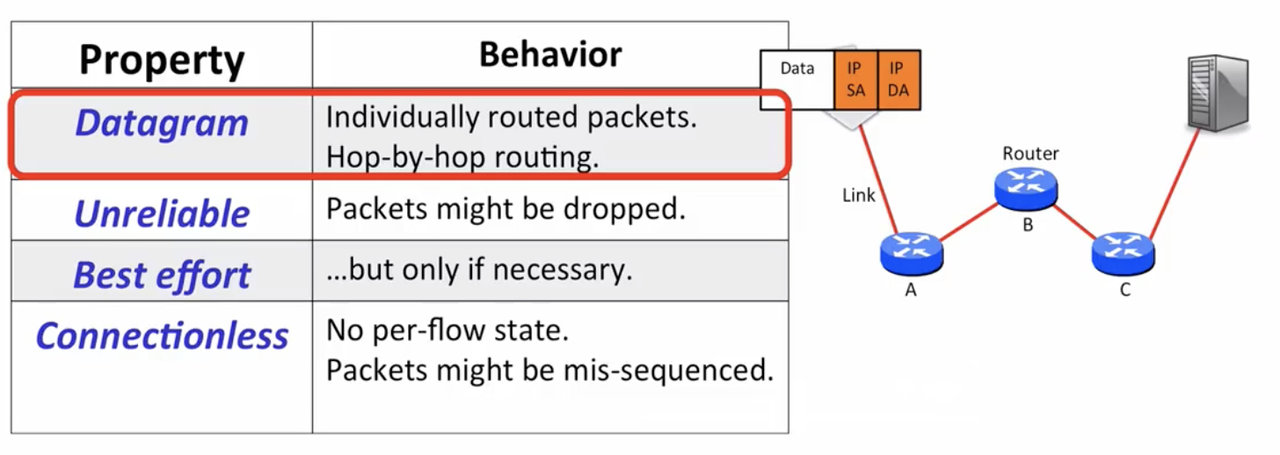 Property
Behavior
Datagram
Individually routed packets.
Hop-by-hop routing.
Unreliable
Packets might be dropped.
Best effort
...but only if necessary.
Connectionless
No per-flow state.
Packets might be mis-sequenced.
Data
IP
SA
IP
DA
Link
Router
A
B
C